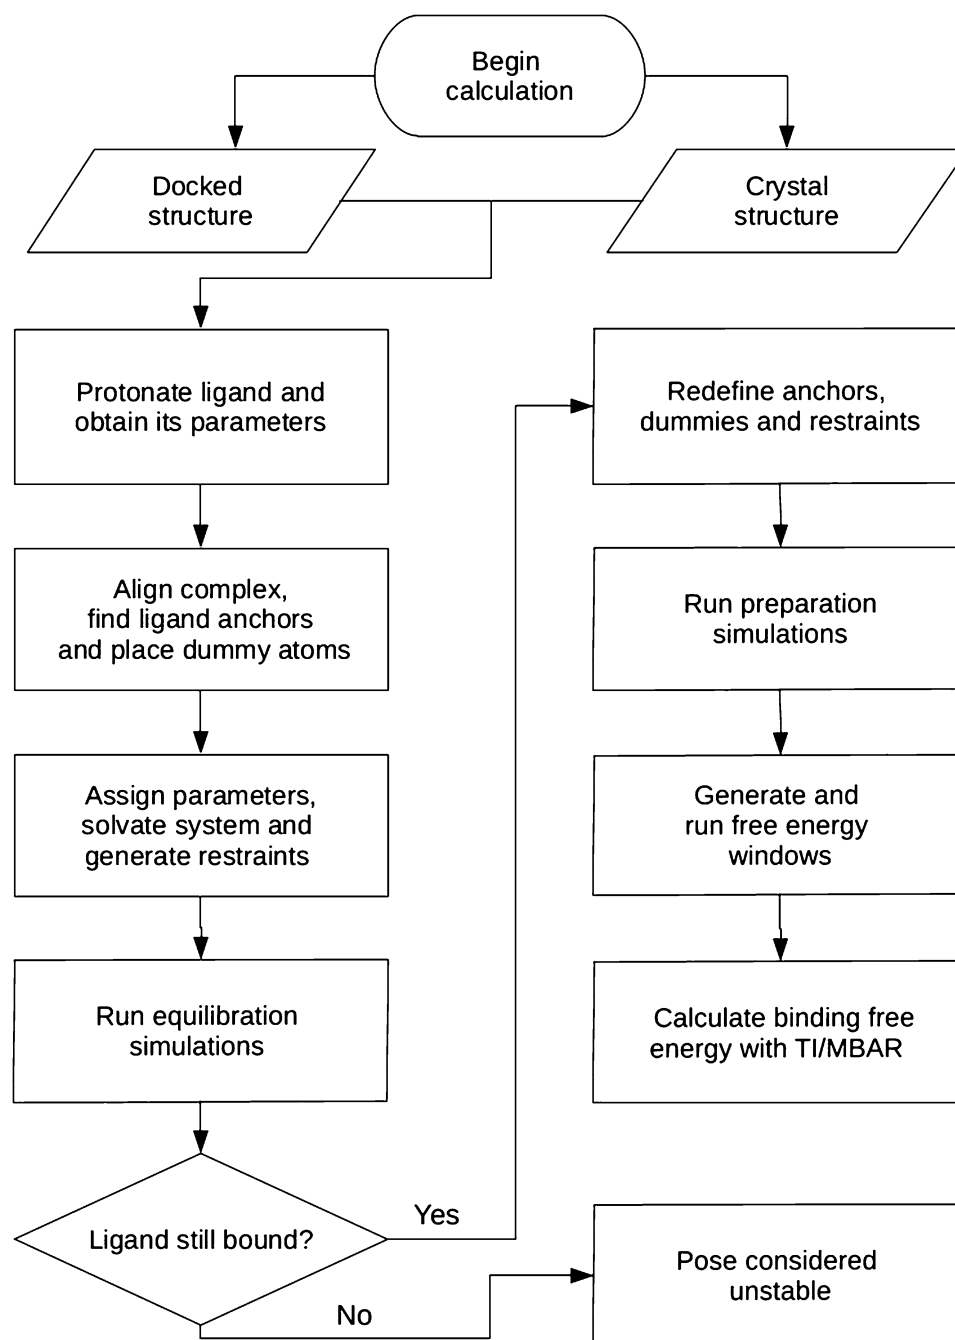 Begin
calculation
Docked
structure
Crystal
structure
Protonate ligand and
obtain its parameters
Align complex,
find ligand anchors
and place dummy atoms
Assign parameters,
solvate system and
generate restraints
Run equilibration
simulations
Ligand still bound?
Yes
No
Redefine anchors,
dummies and restraints
Run preparation
simulations
Generate and
run free energy
windows
Calculate binding free
energy with TI/MBAR
Pose considered
unstable